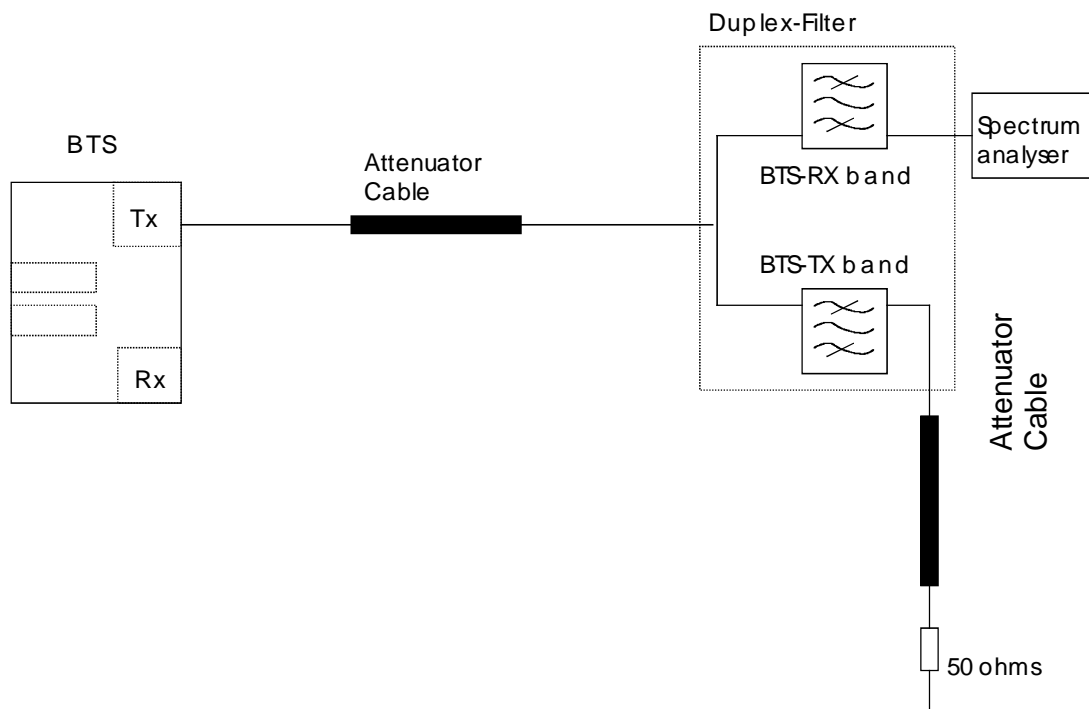 Duplex-Filter
BTS
Tx
Rx
Attenuator
Cable
BTS-RX band
BTS-TX band
Spectrum
analyser
Attenuator
Cable
50 ohms